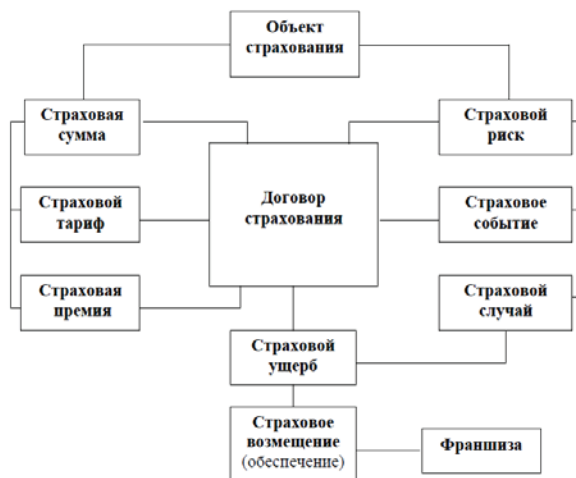 Объект
страхования
Страховая
сумма
Страховой
риск
Договор
страхования
Страховой
тариф
Страховое
событие
Страховая
премия
Страховой
случай
Страховой
ущерб
Страховое
возмещение
(обеспечение)
Франшиза